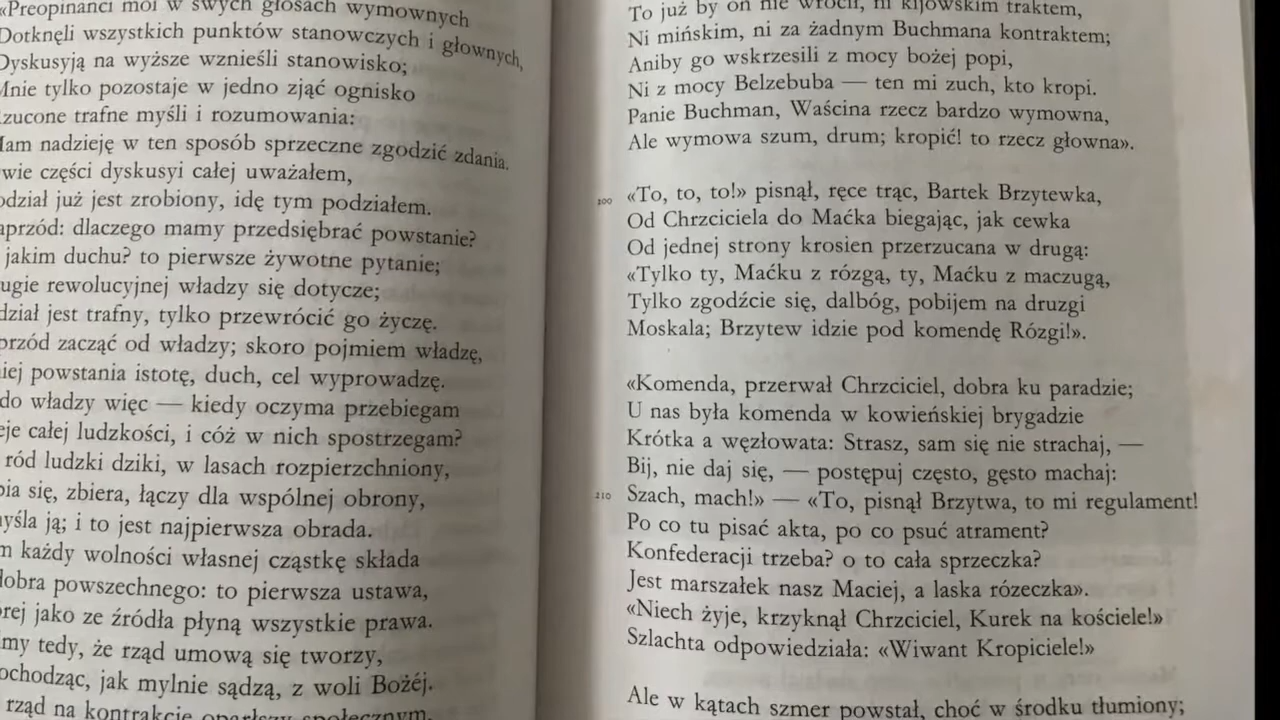 «Preopinanci moi w swych głosach wymownych
Dotknęli wszystkich punktów stanowczych i głownych,
Dyskusyją na wyższe wznieśli stanowisko;
Mnie tylko pozostaje w jedno zjąć ognisko
zucone trafne myśli i rozumowania:
Mam nadzieję w ten sposób sprzeczne zgodzić zdania.
wie części dyskusyi całej uważałem,
odział już jest zrobiony, idę tym podziałem.
aprzód: dlaczego mamy przedsiębrać powstanie?
jakim duchu? to pierwsze żywotne pytanie;
ugie rewolucyjnej władzy się dotycze;
dział jest trafny, tylko przewrócić go życzę.
przód zacząć od władzy; skoro pojmiem władzę,
iej powstania istotę, duch, cel wyprowadzę.
do władzy więc — kiedy oczyma przebiegam
eje całej ludzkości, i cóż w nich spostrzegam?
ród ludzki dziki, w lasach rozpierzchniony,
pia się, zbiera, łączy dla wspólnej obrony,
yśla ją; i to jest najpierwsza obrada.
m każdy wolności własnej cząstkę składa
dobra powszechnego: to pierwsza ustawa,
rej jako ze źródła płyną wszystkie prawa.
my tedy, że rząd umową się tworzy,
ochodząc, jak mylnie sądzą, z woli Bożéj.
rząd na kontrakcie oparłszy społecznym,
To już by on nie wrócił, ni kijowskim traktem,
Ni mińskim, ni za żadnym Buchmana kontraktem;
Aniby go wskrzesili z mocy bożej popi,
Ni z mocy Belzebuba — ten mi zuch, kto kropi.
Panie Buchman, Waścina rzecz bardzo wymowna,
Ale wymowa szum, drum; kropić! to rzecz głowna».
200 «To, to, to!» pisnął, ręce trąc, Bartek Brzytewka,
Od Chrzciciela do Maćka biegając, jak cewka
Od jednej strony krosien przerzucana w drugą:
«Tylko ty, Maćku z rózgą, ty, Maćku z maczugą,
Tylko zgodźcie się, dalbóg, pobijem na druzgi
Moskala; Brzytew idzie pod komendę Rózgi!».
«Komenda, przerwał Chrzciciel, dobra ku paradzie;
U nas była komenda w kowieńskiej brygadzie
Krótka a węzłowata: Strasz, sam się nie strachaj, —
Bij, nie daj się, — postępuj często, gęsto machaj:
210 Szach, mach!» — «To, pisnął Brzytwa, to mi regulament!
Po co tu pisać akta, po co psuć atrament?
Konfederacji trzeba? o to cała sprzeczka?
Jest marszałek nasz Maciej, a laska rózeczka».
«Niech żyje, krzyknął Chrzciciel, Kurek na kościele!»
Szlachta odpowiedziała: «Wiwant Kropiciele!»
Ale w kątach szmer powstał, choć w środku tłumiony;